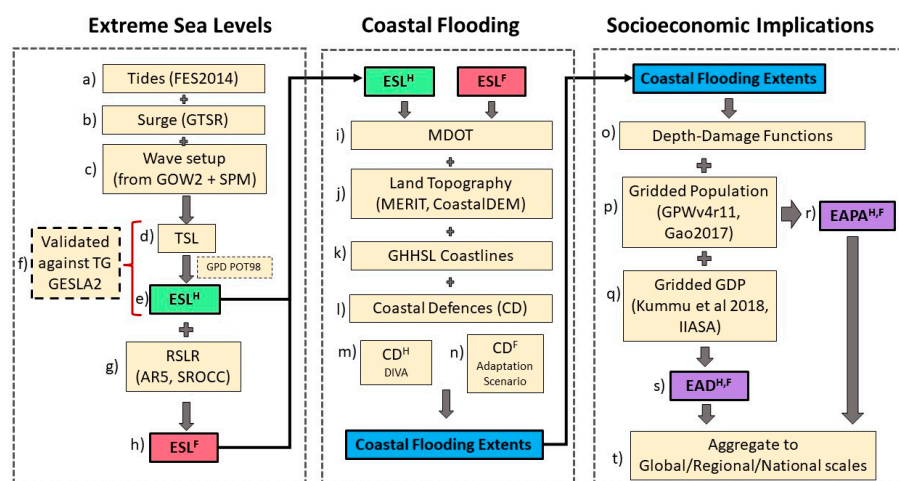 Extreme Sea Levels
a) Tides (FES2014)
+
b) Surge (GTSR)
+
c) Wave setup
(from GOW2 + SPM)
d) TSL
f) Validated
against TG
GESLA2
GPD POT98
e) ESLᴴ
+
g) RSLR
(AR5, SROCC)
h) ESLꟳ
Coastal Flooding
ESLᴴ
ESLꟳ
i) MDOT
+
j) Land Topography
(MERIT, CoastalDEM)
+
k) GHHSL Coastlines
+
l) Coastal Defences (CD)
m) CDᴴ
DIVA
n) CDꟳ
Adaptation
Scenario
Coastal Flooding Extents
Socioeconomic Implications
Coastal Flooding Extents
o) Depth-Damage Functions
+
p) Gridded Population
(GPWv4r11,
Gao2017)
r) EAPAᴴ,ꟳ
+
q) Gridded GDP
(Kummu et al 2018,
IIASA)
s) EADᴴ,ꟳ
t) Aggregate to
Global/Regional/National scales